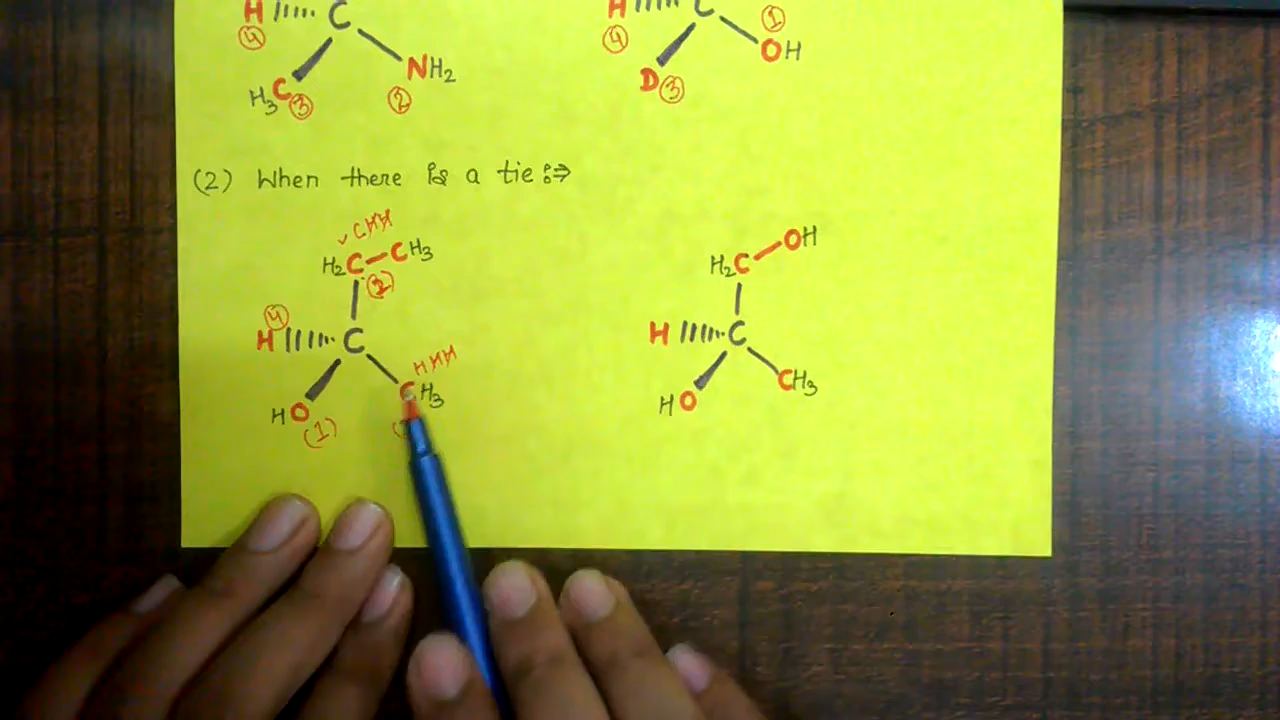 H C H C ① OH
④ ④
H₃C ③ NH₂ ② D ③
(2) When there is a tie :⇒
✓ CHH
H₂C — CH₃ (2) H₂C — OH
④ H C HHH H C
HO (1) CH₃ HO CH₃